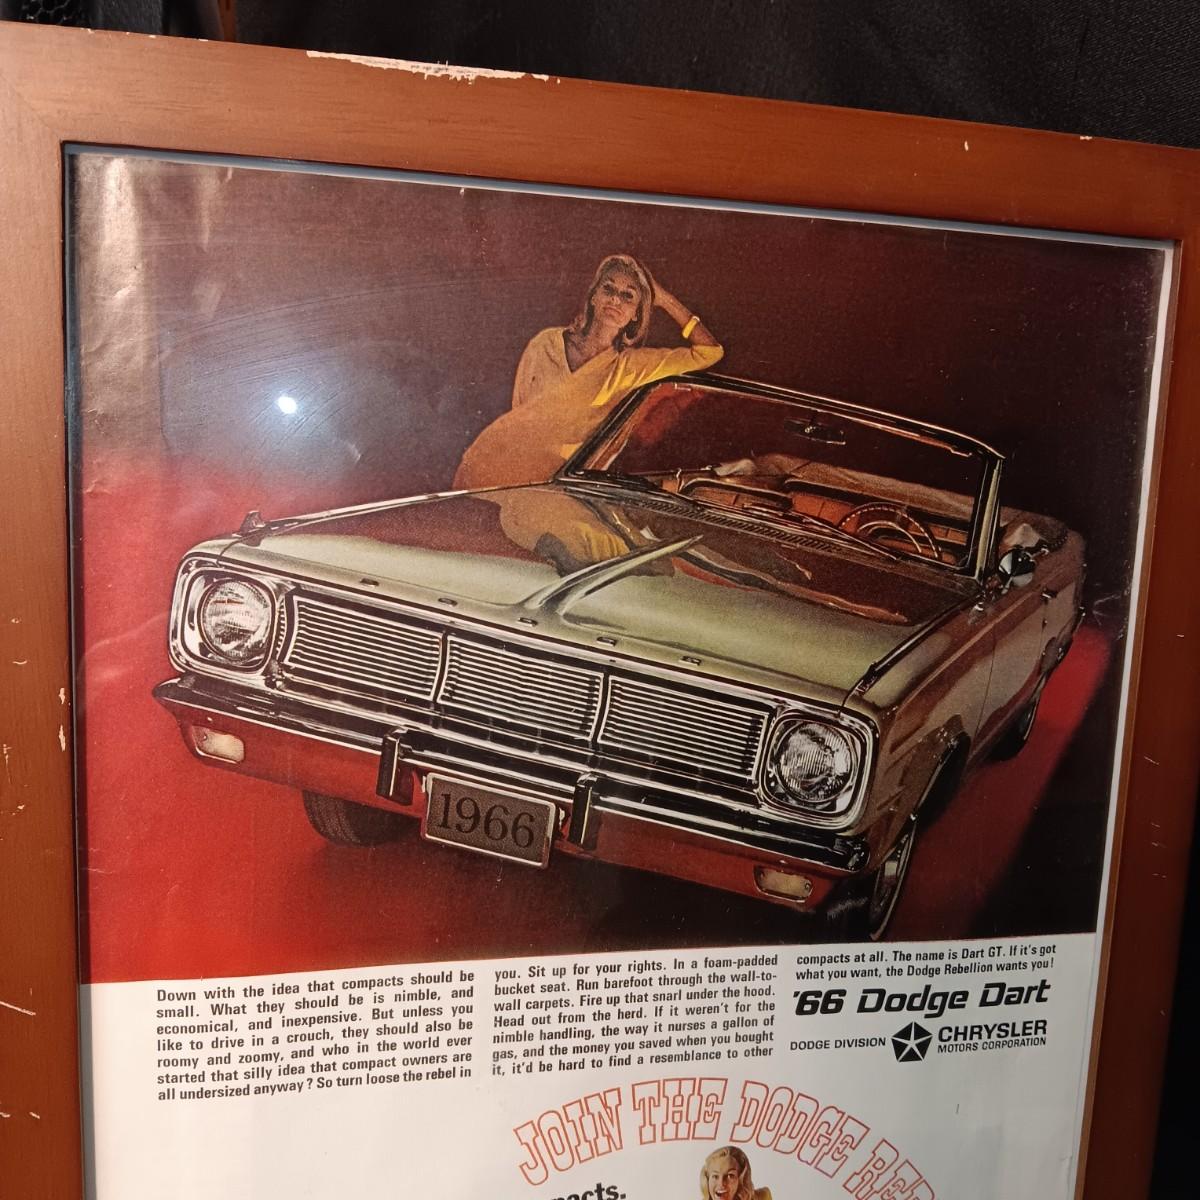 DODGE
1966
Down with the idea that compacts should be
small. What they should be is nimble, and
economical, and inexpensive. But unless you
like to drive in a crouch, they should also be
roomy and zoomy, and who in the world ever
started that silly idea that compact owners are
all undersized anyway? So turn loose the rebel in
you. Sit up for your rights. In a foam-padded
bucket seat. Run barefoot through the wall-to-
wall carpets. Fire up that snarl under the hood.
Head out from the herd. If it weren't for the
nimble handling, the way it nurses a gallon of
gas, and the money you saved when you bought
it, it'd be hard to find a resemblance to other
compacts at all. The name is Dart GT. If it's got
what you want, the Dodge Rebellion wants you!
'66 Dodge Dart
DODGE DIVISION CHRYSLER
MOTORS CORPORATION
JOIN THE DODGE